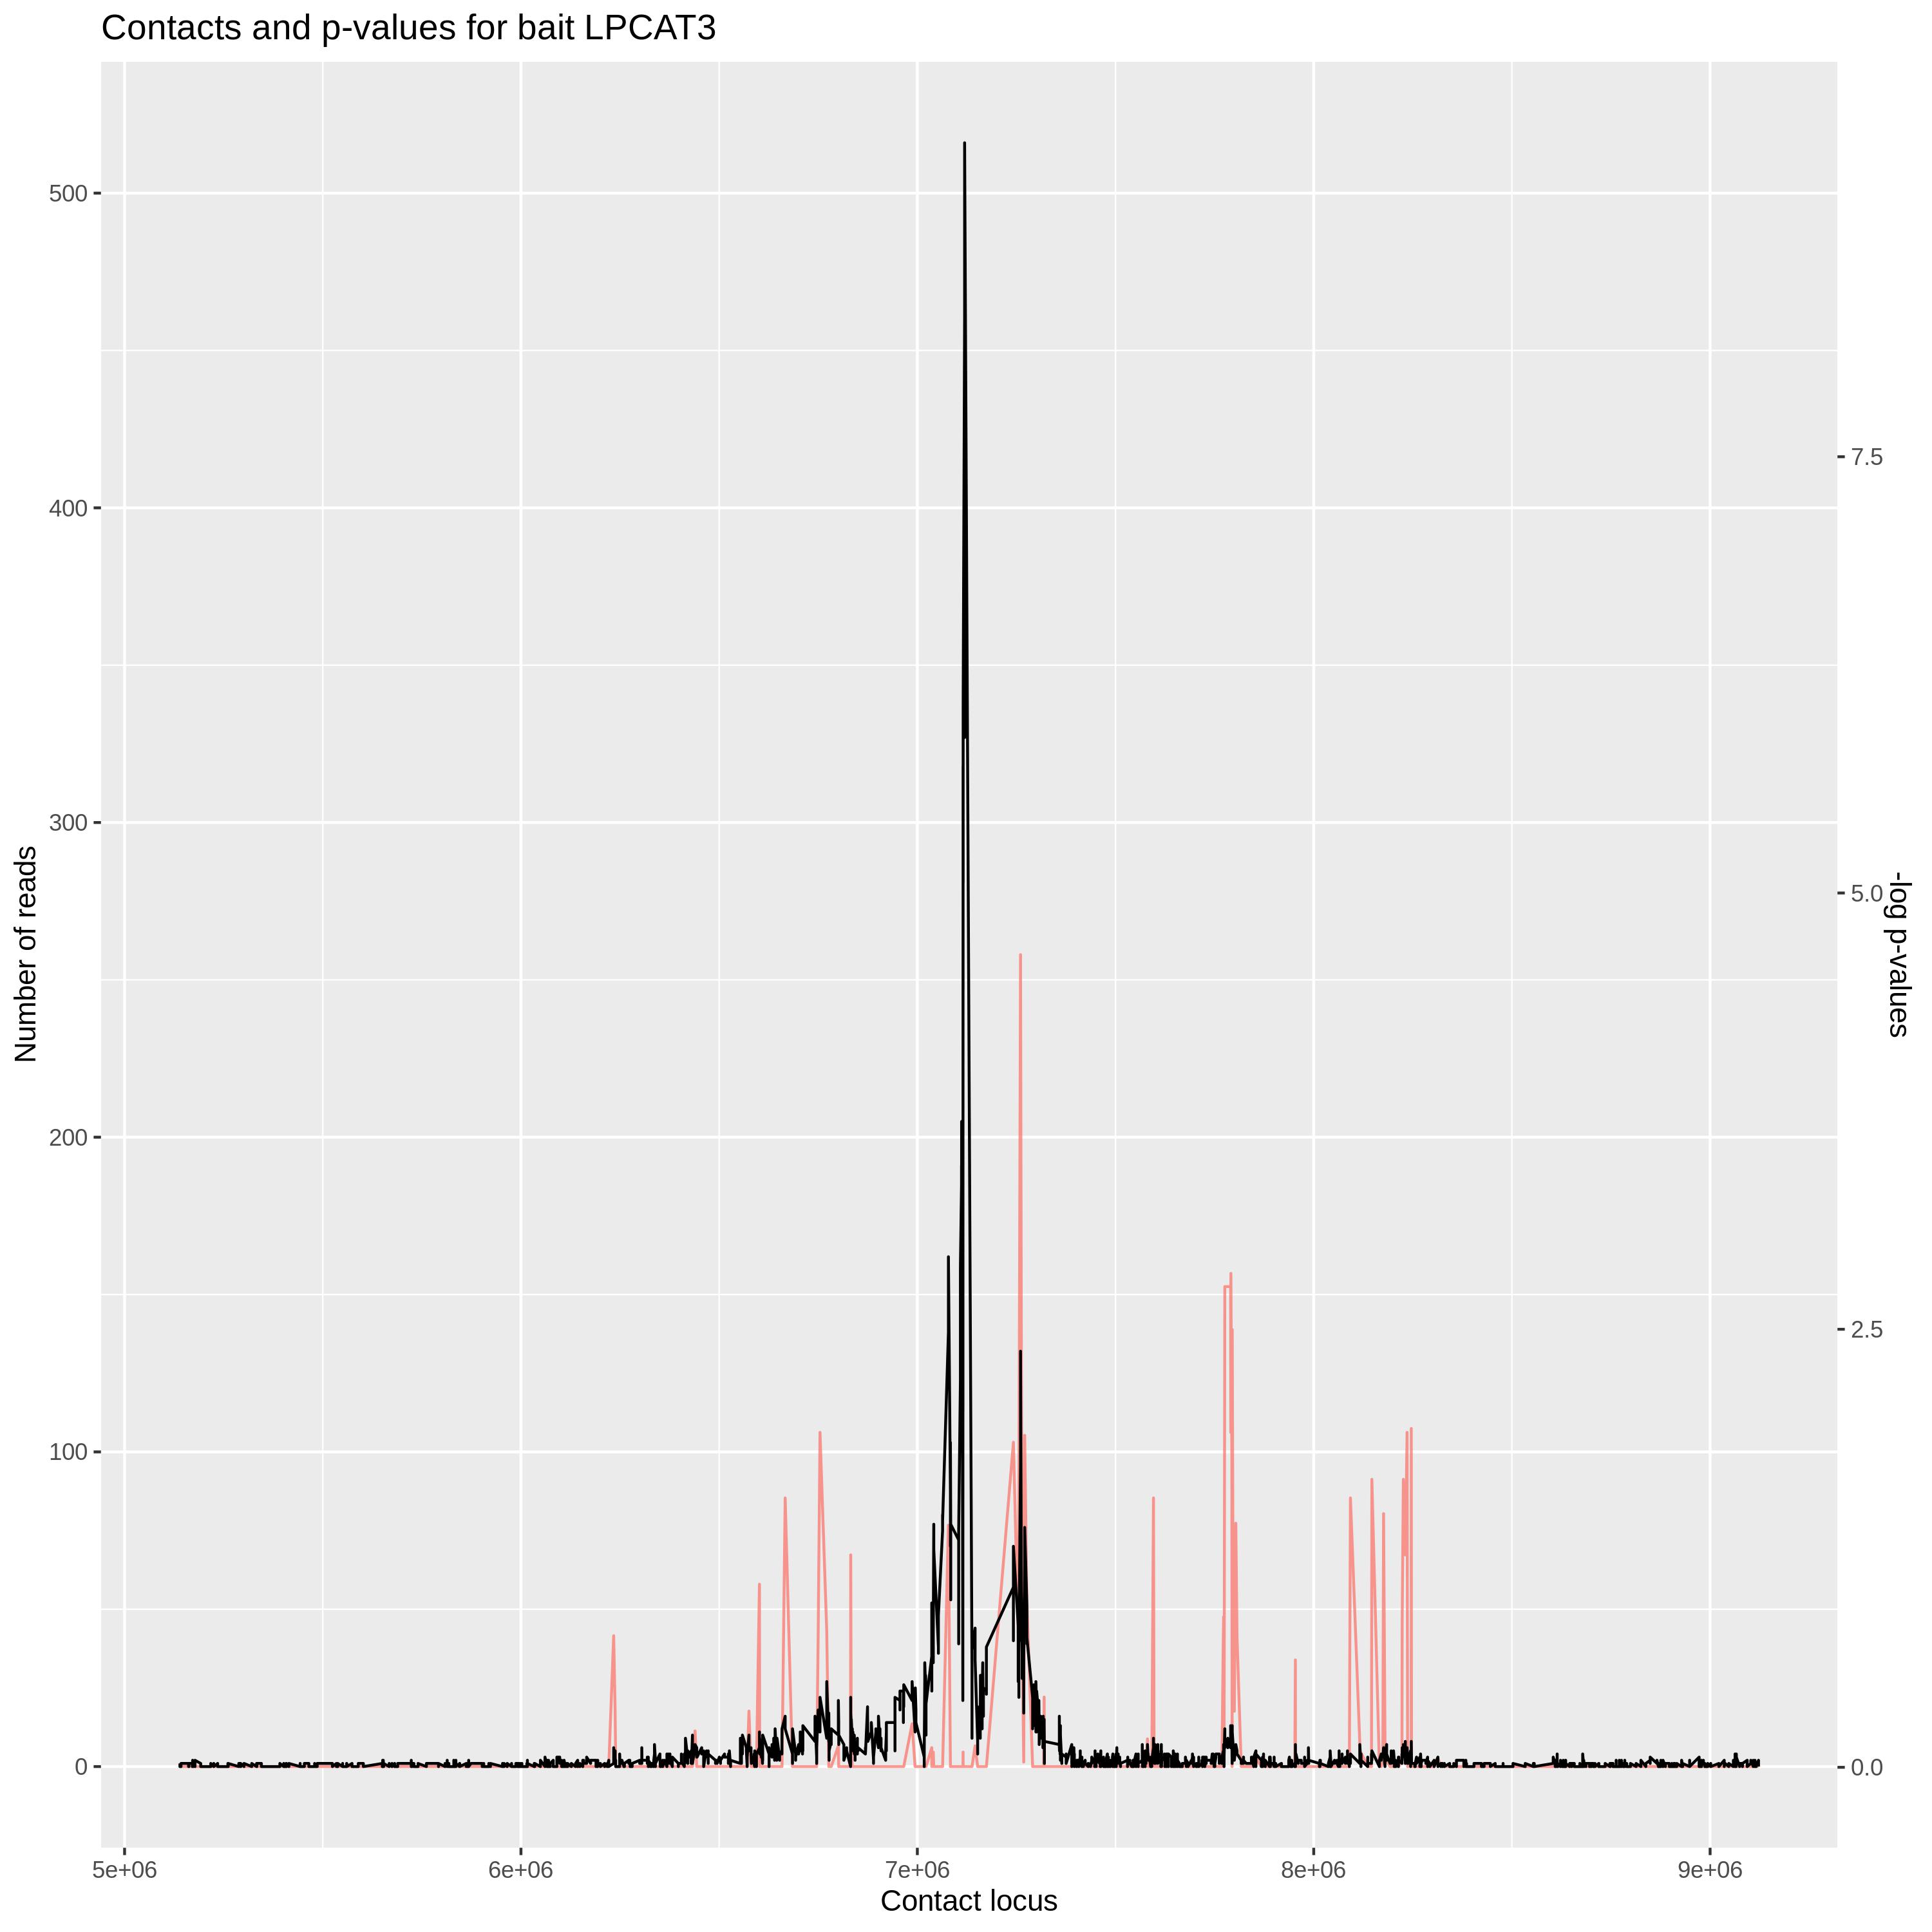 Contacts and p-values for bait LPCAT3
500
400
300
200
100
0
Number of reads
7.5
5.0
2.5
0.0
-log p-values
5e+06
6e+06
7e+06
8e+06
9e+06
Contact locus